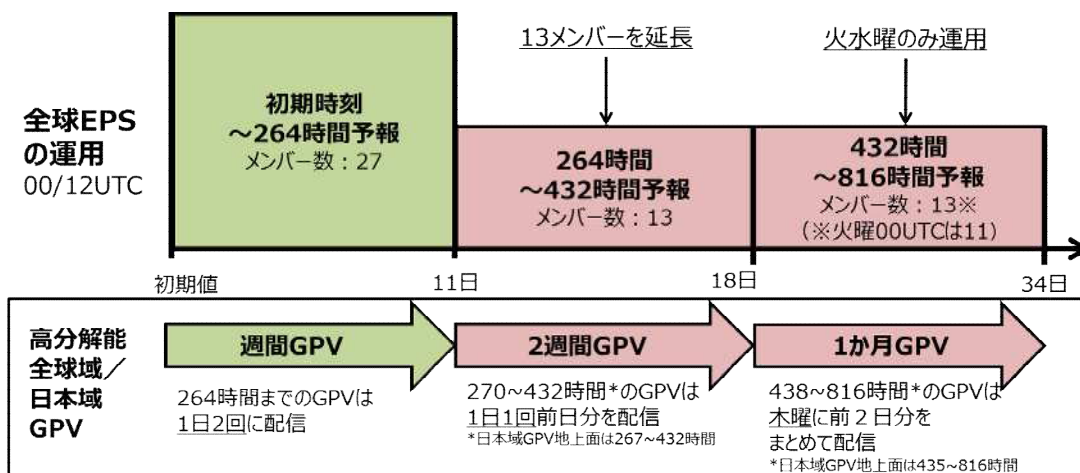 13メンバーを延長
火水曜のみ運用
全球EPS
の運用
00/12UTC
初期時刻
～264時間予報
メンバー数：27
264時間
～432時間予報
メンバー数：13
432時間
～816時間予報
メンバー数：13※
(※火曜00UTCは11)
初期値
11日
18日
34日
高分解能
全球域／
日本域
GPV
週間GPV
264時間までのGPVは
1日2回に配信
2週間GPV
270~432時間*のGPVは
1日1回前日分を配信
*日本域GPV地上面は267~432時間
1か月GPV
438~816時間*のGPVは
木曜に前２日分を
まとめて配信
*日本域GPV地上面は435~816時間